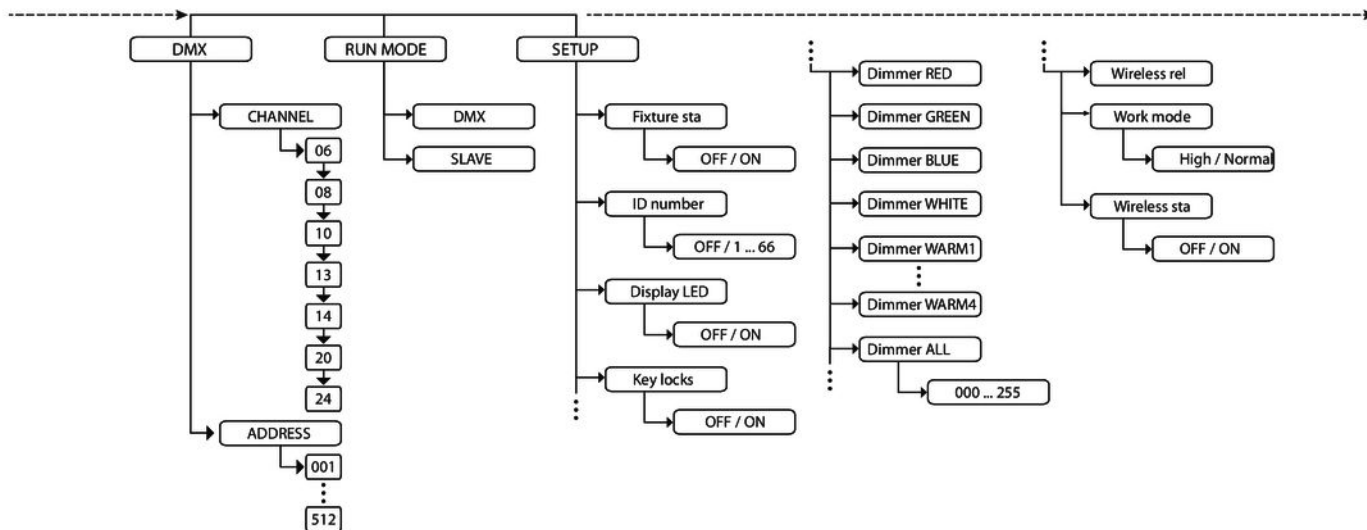 DMX
CHANNEL
06
08
10
13
14
20
24
ADDRESS
001
512
RUN MODE
DMX
SLAVE
SETUP
Fixture sta
OFF / ON
ID number
OFF / 1 ... 66
Display LED
OFF / ON
Key locks
OFF / ON
Dimmer RED
Dimmer GREEN
Dimmer BLUE
Dimmer WHITE
Dimmer WARM1
Dimmer WARM4
Dimmer ALL
000 ... 255
Wireless rel
Work mode
High / Normal
Wireless sta
OFF / ON